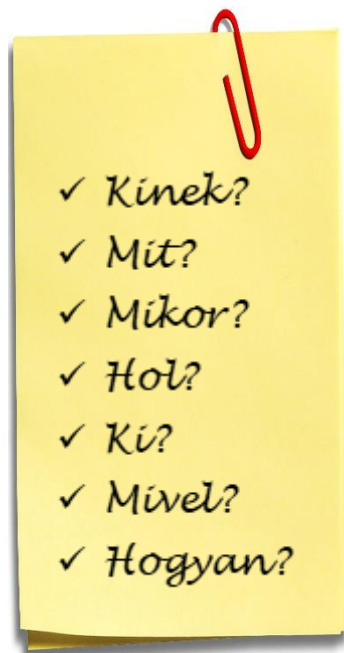 ✓ Kinek?
✓ Mit?
✓ Mikor?
✓ Hol?
✓ Ki?
✓ Mivel?
✓ Hogyan?